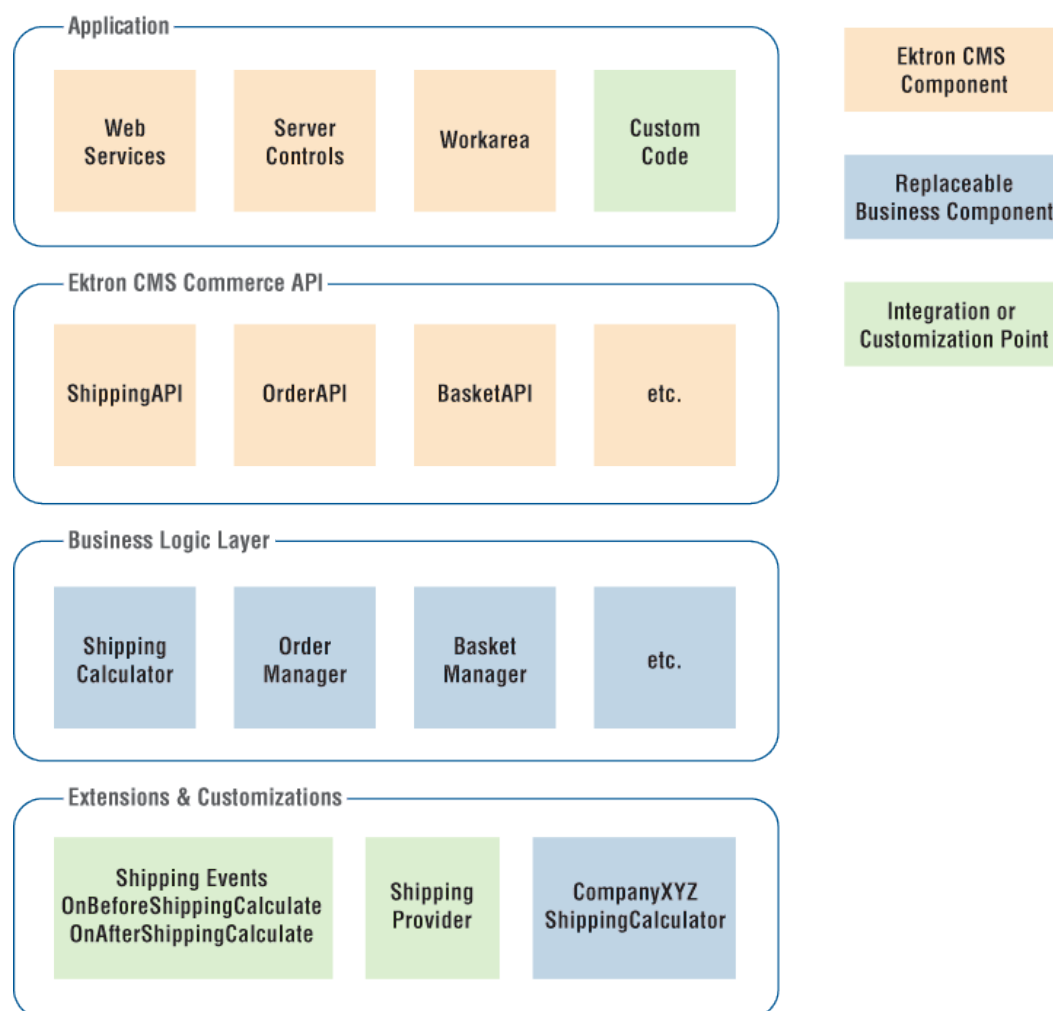 Application
Web
Services
Server
Controls
Workarea
Custom
Code
Ektron CMS Commerce API
ShippingAPI
OrderAPI
BasketAPI
etc.
Business Logic Layer
Shipping
Calculator
Order
Manager
Basket
Manager
etc.
Extensions & Customizations
Shipping Events
OnBeforeShippingCalculate
OnAfterShippingCalculate
Shipping
Provider
CompanyXYZ
ShippingCalculator
Ektron CMS
Component
Replaceable
Business Component
Integration or
Customization Point